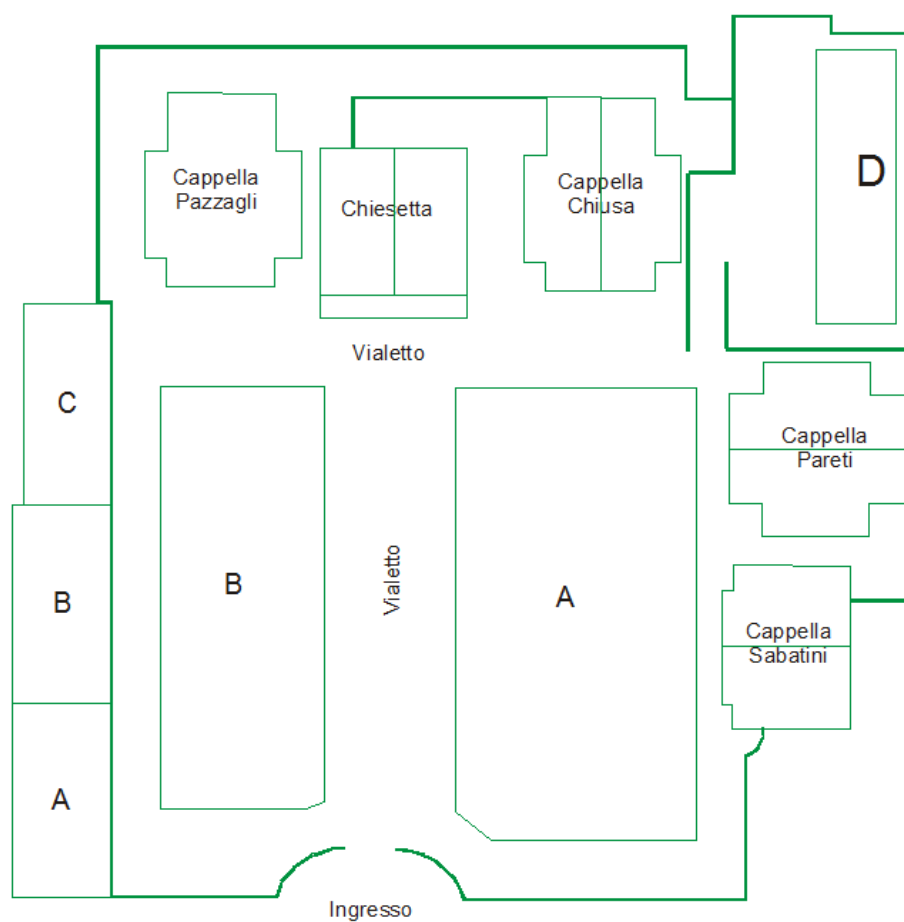 D
Cappella
Pazzagli
Chiesetta
Cappella
Chiusa
Vialetto
C
Cappella
Pareti
B
B
Vialetto
A
Cappella
Sabatini
A
Ingresso